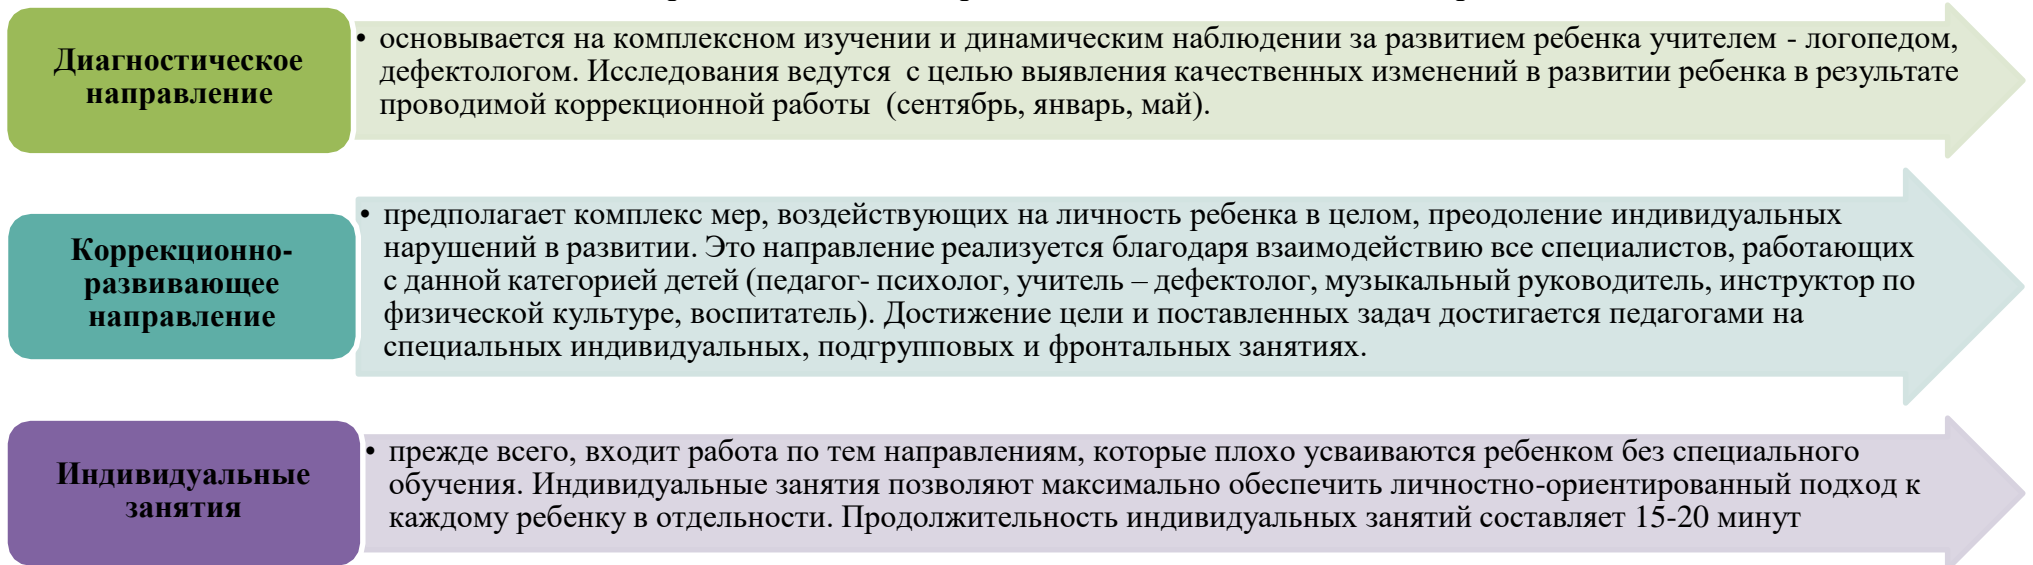 Диагностическое
направление
• основывается на комплексном изучении и динамическим наблюдении за развитием ребенка учителем - логопедом,
дефектологом. Исследования ведутся с целью выявления качественных изменений в развитии ребенка в результате
проводимой коррекционной работы (сентябрь, январь, май).
Коррекционно-
развивающее
направление
• предполагает комплекс мер, воздействующих на личность ребенка в целом, преодоление индивидуальных
нарушений в развитии. Это направление реализуется благодаря взаимодействию все специалистов, работающих
с данной категорией детей (педагог- психолог, учитель – дефектолог, музыкальный руководитель, инструктор по
физической культуре, воспитатель). Достижение цели и поставленных задач достигается педагогами на
специальных индивидуальных, подгрупповых и фронтальных занятиях.
Индивидуальные
занятия
• прежде всего, входит работа по тем направлениям, которые плохо усваиваются ребенком без специального
обучения. Индивидуальные занятия позволяют максимально обеспечить личностно-ориентированный подход к
каждому ребенку в отдельности. Продолжительность индивидуальных занятий составляет 15-20 минут